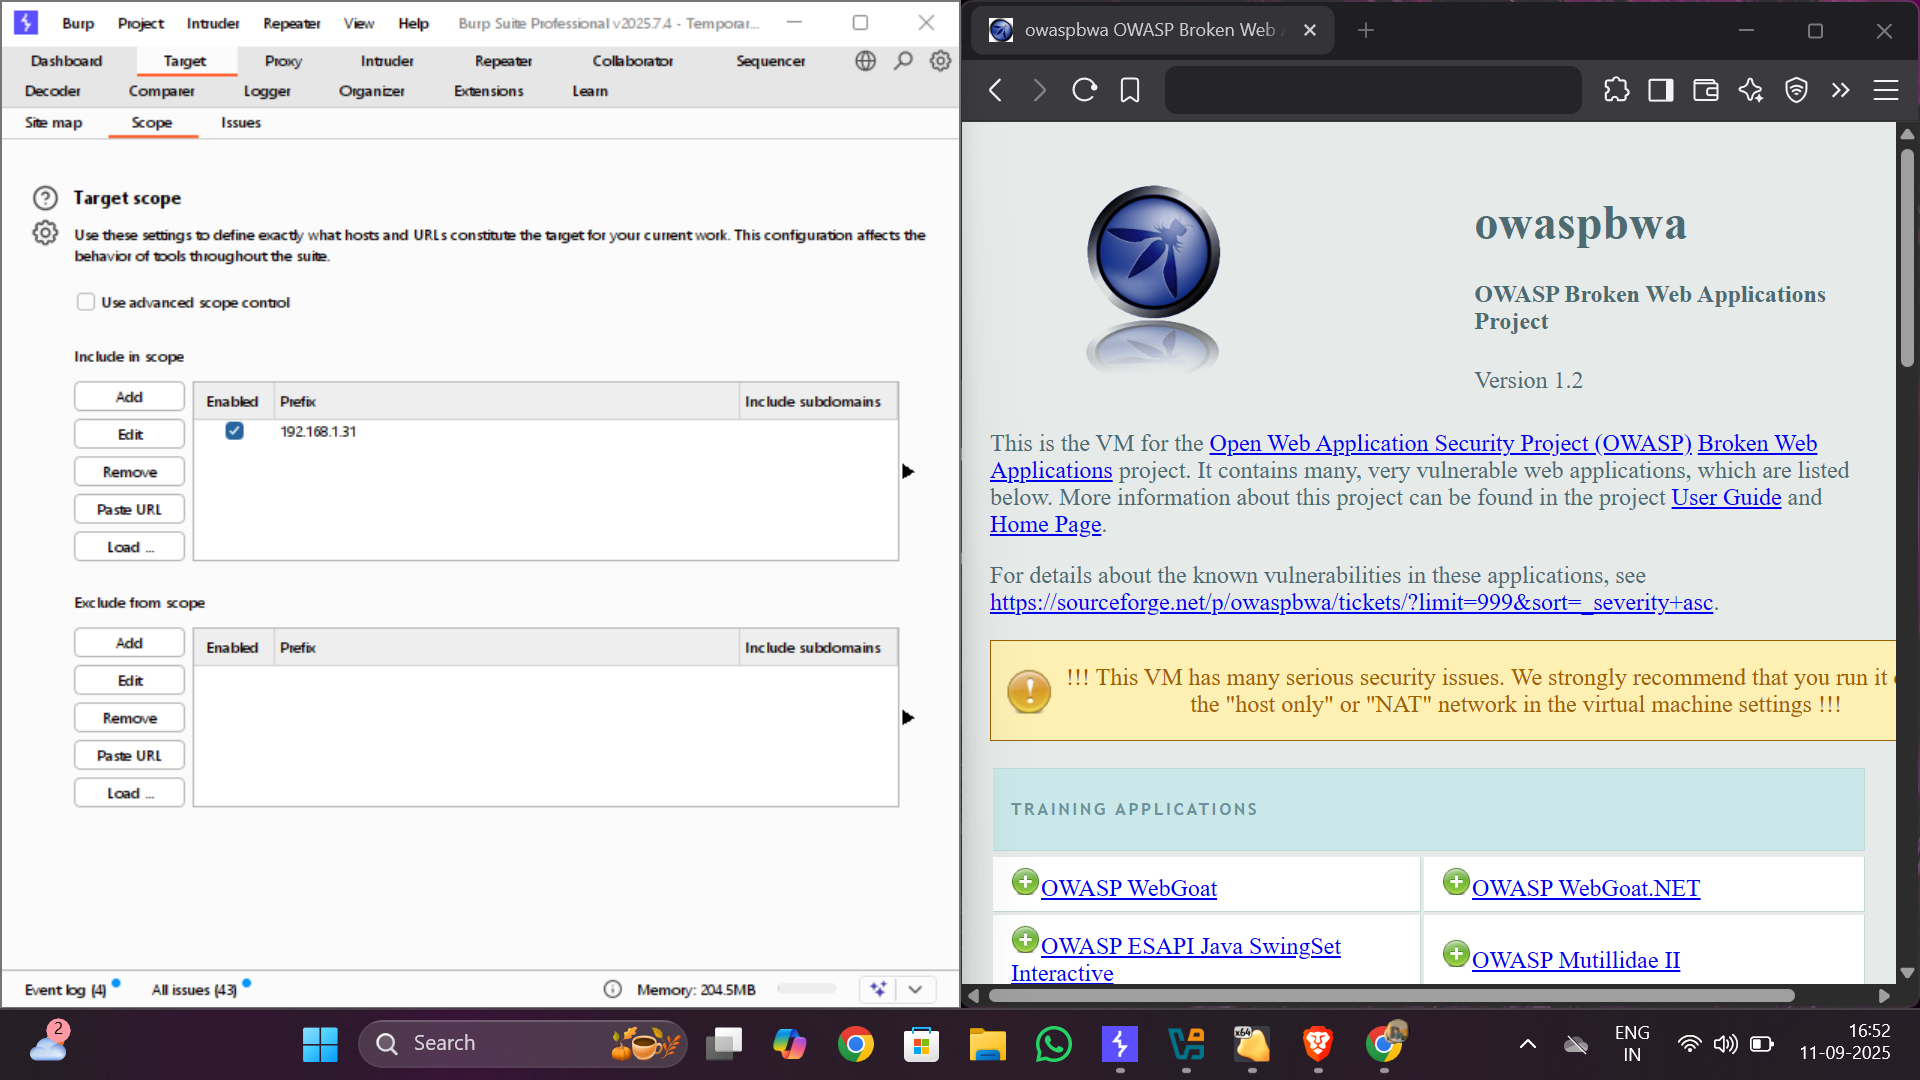 Burp Project Intruder Repeater View Help Burp Suite Professional v2025.7.4 - Temporar...
Dashboard Target Proxy Intruder Repeater Collaborator Sequencer
Decoder Comparer Logger Organizer Extensions Learn
Site map Scope Issues
Target scope
Use these settings to define exactly what hosts and URLs constitute the target for your current work. This configuration affects the
behavior of tools throughout the suite.
Use advanced scope control
Include in scope
Add
Edit
Remove
Paste URL
Load ...
Enabled Prefix Include subdomains
192.168.1.31
Exclude from scope
Add
Edit
Remove
Paste URL
Load ...
Enabled Prefix Include subdomains
Event log (4) All issues (43) Memory: 204.5MB
owaspbwa OWASP Broken Web
owaspbwa
OWASP Broken Web Applications
Project
Version 1.2
This is the VM for the Open Web Application Security Project (OWASP) Broken Web
Applications project. It contains many, very vulnerable web applications, which are listed
below. More information about this project can be found in the project User Guide and
Home Page.
For details about the known vulnerabilities in these applications, see
https://sourceforge.net/p/owaspbwa/tickets/?limit=999&sort=_severity+asc.
!!! This VM has many serious security issues. We strongly recommend that you run it
the "host only" or "NAT" network in the virtual machine settings !!!
TRAINING APPLICATIONS
OWASP WebGoat
OWASP WebGoat.NET
OWASP ESAPI Java SwingSet
Interactive
OWASP Mutillidae II
2
Search
x64
ENG
IN
16:52
11-09-2025